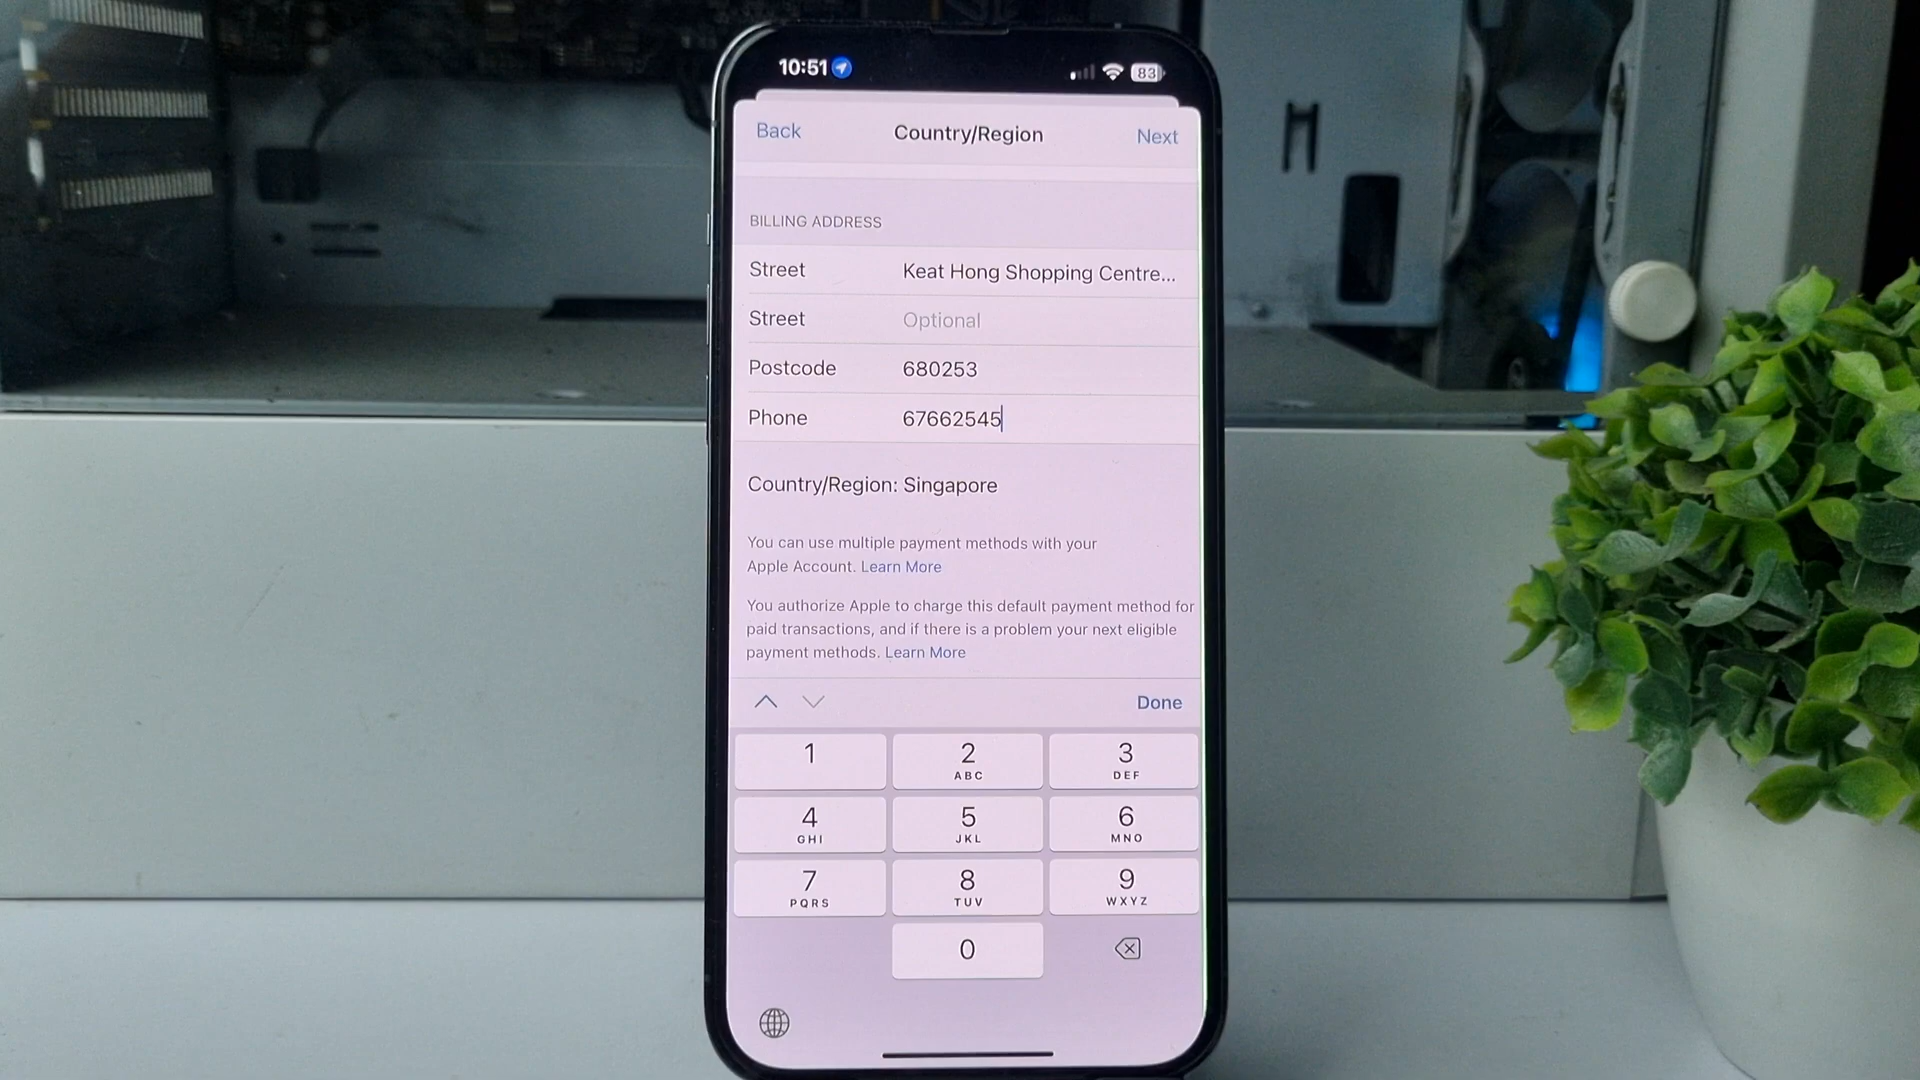 10:51
83
Back Country/Region Next
BILLING ADDRESS
Street Keat Hong Shopping Centre...
Street Optional
Postcode 680253
Phone 67662545
Country/Region: Singapore
You can use multiple payment methods with your
Apple Account. Learn More
You authorize Apple to charge this default payment method for
paid transactions, and if there is a problem your next eligible
payment methods. Learn More
Done
1 2 3
ABC DEF
4 5 6
GHI JKL MNO
7 8 9
PQRS TUV WXYZ
0